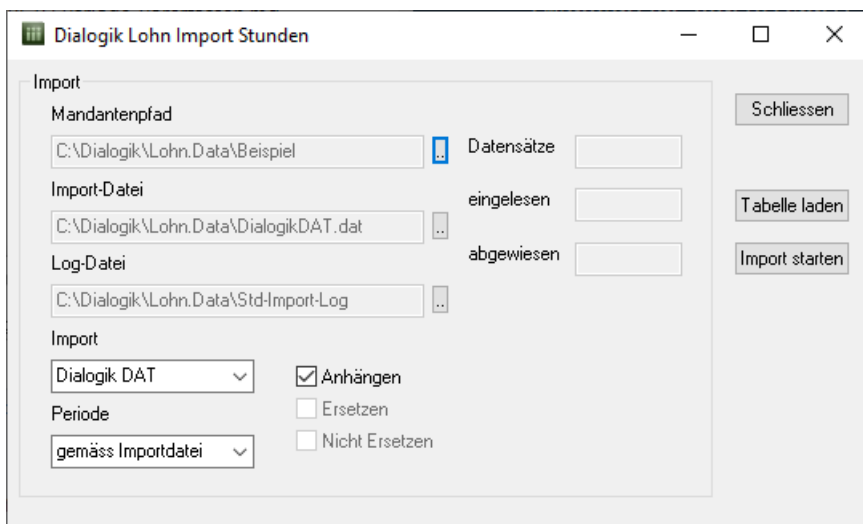 Dialogik Lohn Import Stunden
Import
Mandantenpfad
C:\Dialogik\Lohn.Data\Beispiel
..
Datensätze
Schliessen
Import-Datei
eingelesen
C:\Dialogik\Lohn.Data\DialogikDAT.dat
..
Tabelle laden
Log-Datei
abgewiesen
Import starten
C:\Dialogik\Lohn.Data\Std-Import-Log
..
Import
Dialogik DAT
Anhängen
Periode
Ersetzen
gemäss Importdatei
Nicht Ersetzen